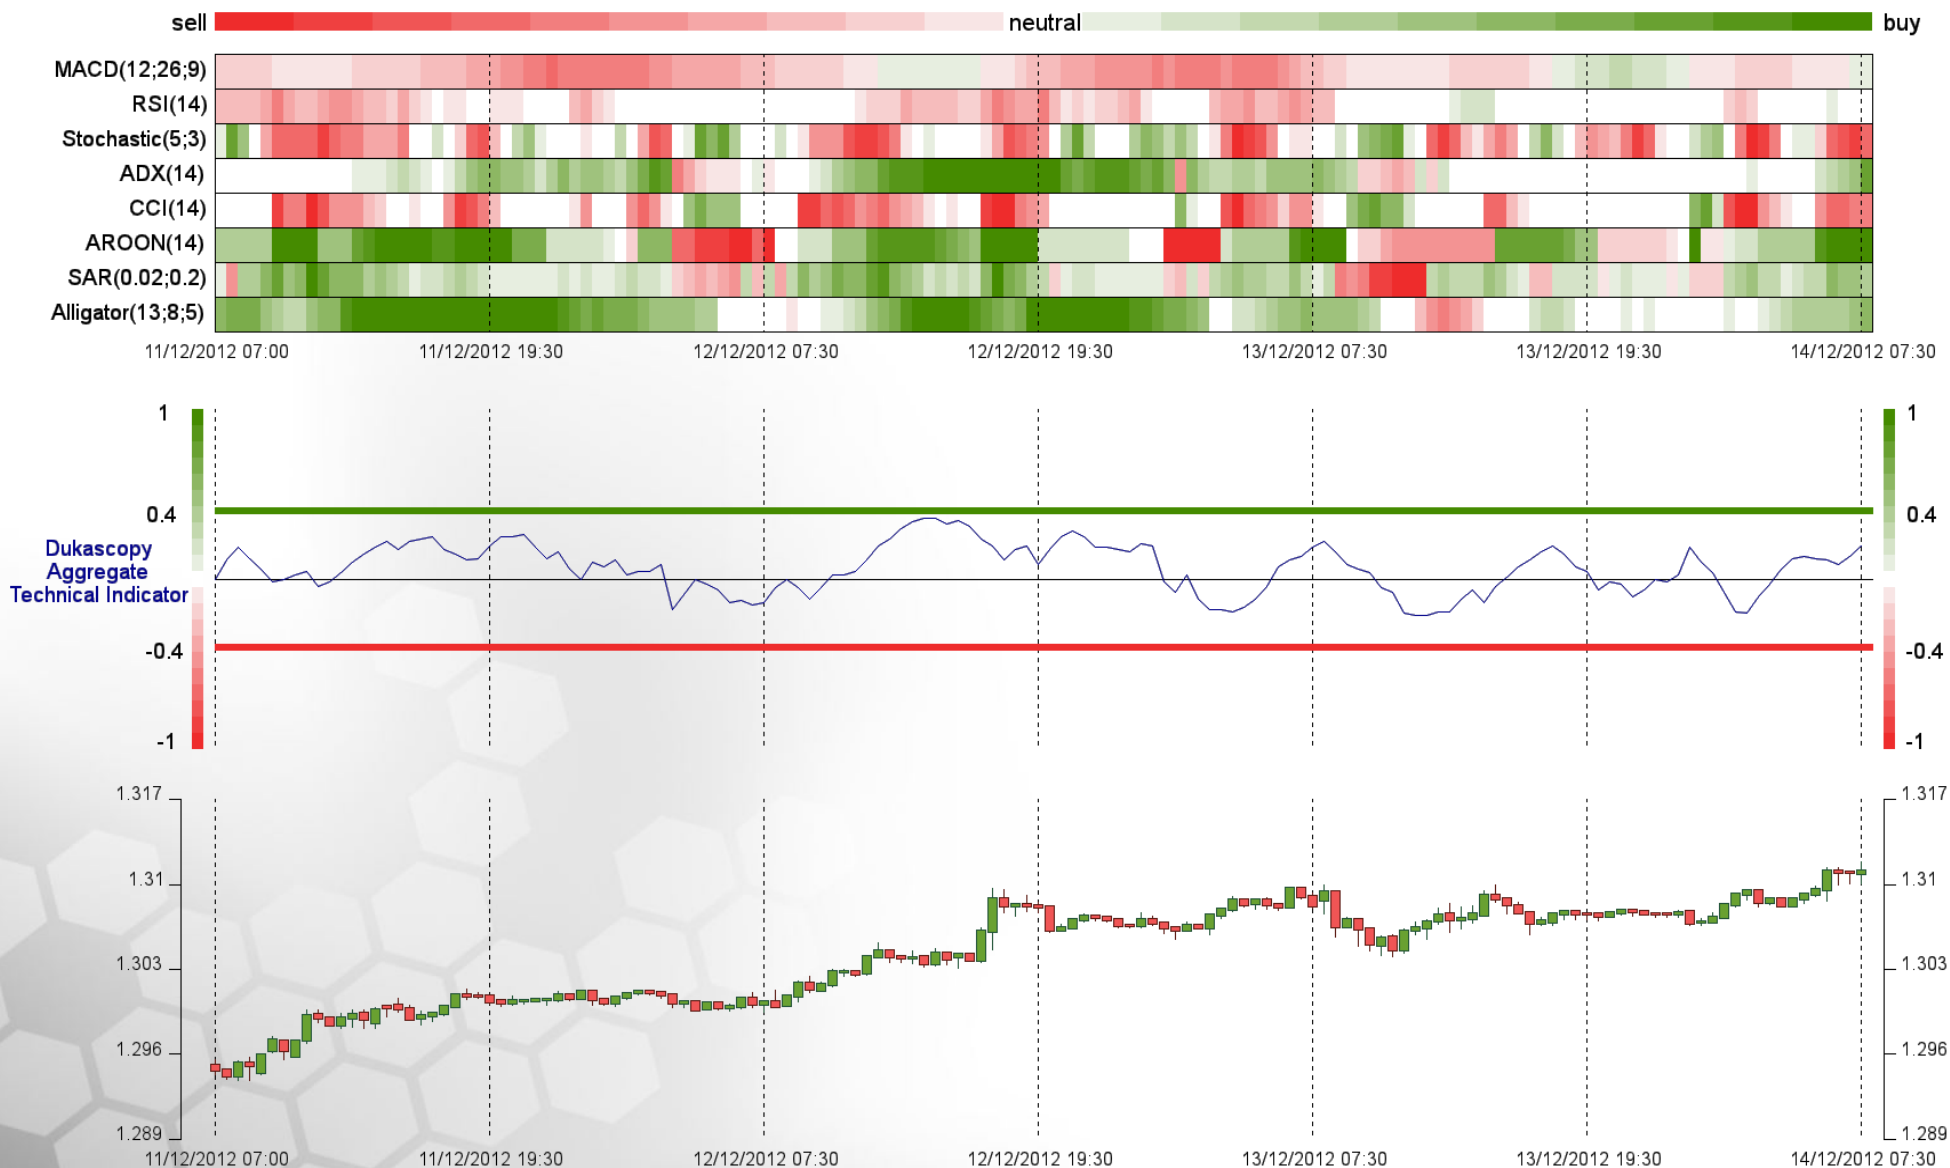 sell neutral buy
MACD(12;26;9)
RSI(14)
Stochastic(5;3)
ADX(14)
CCI(14)
AROON(14)
SAR(0.02;0.2)
Alligator(13;8;5)
11/12/2012 07:00 11/12/2012 19:30 12/12/2012 07:30 12/12/2012 19:30 13/12/2012 07:30 13/12/2012 19:30 14/12/2012 07:30
1 1
0.4 0.4
Dukascopy
Aggregate
Technical Indicator
-0.4 -0.4
-1 -1
1.317 1.317
1.31 1.31
1.303 1.303
1.296 1.296
1.289 1.289
11/12/2012 07:00 11/12/2012 19:30 12/12/2012 07:30 12/12/2012 19:30 13/12/2012 07:30 13/12/2012 19:30 14/12/2012 07:30